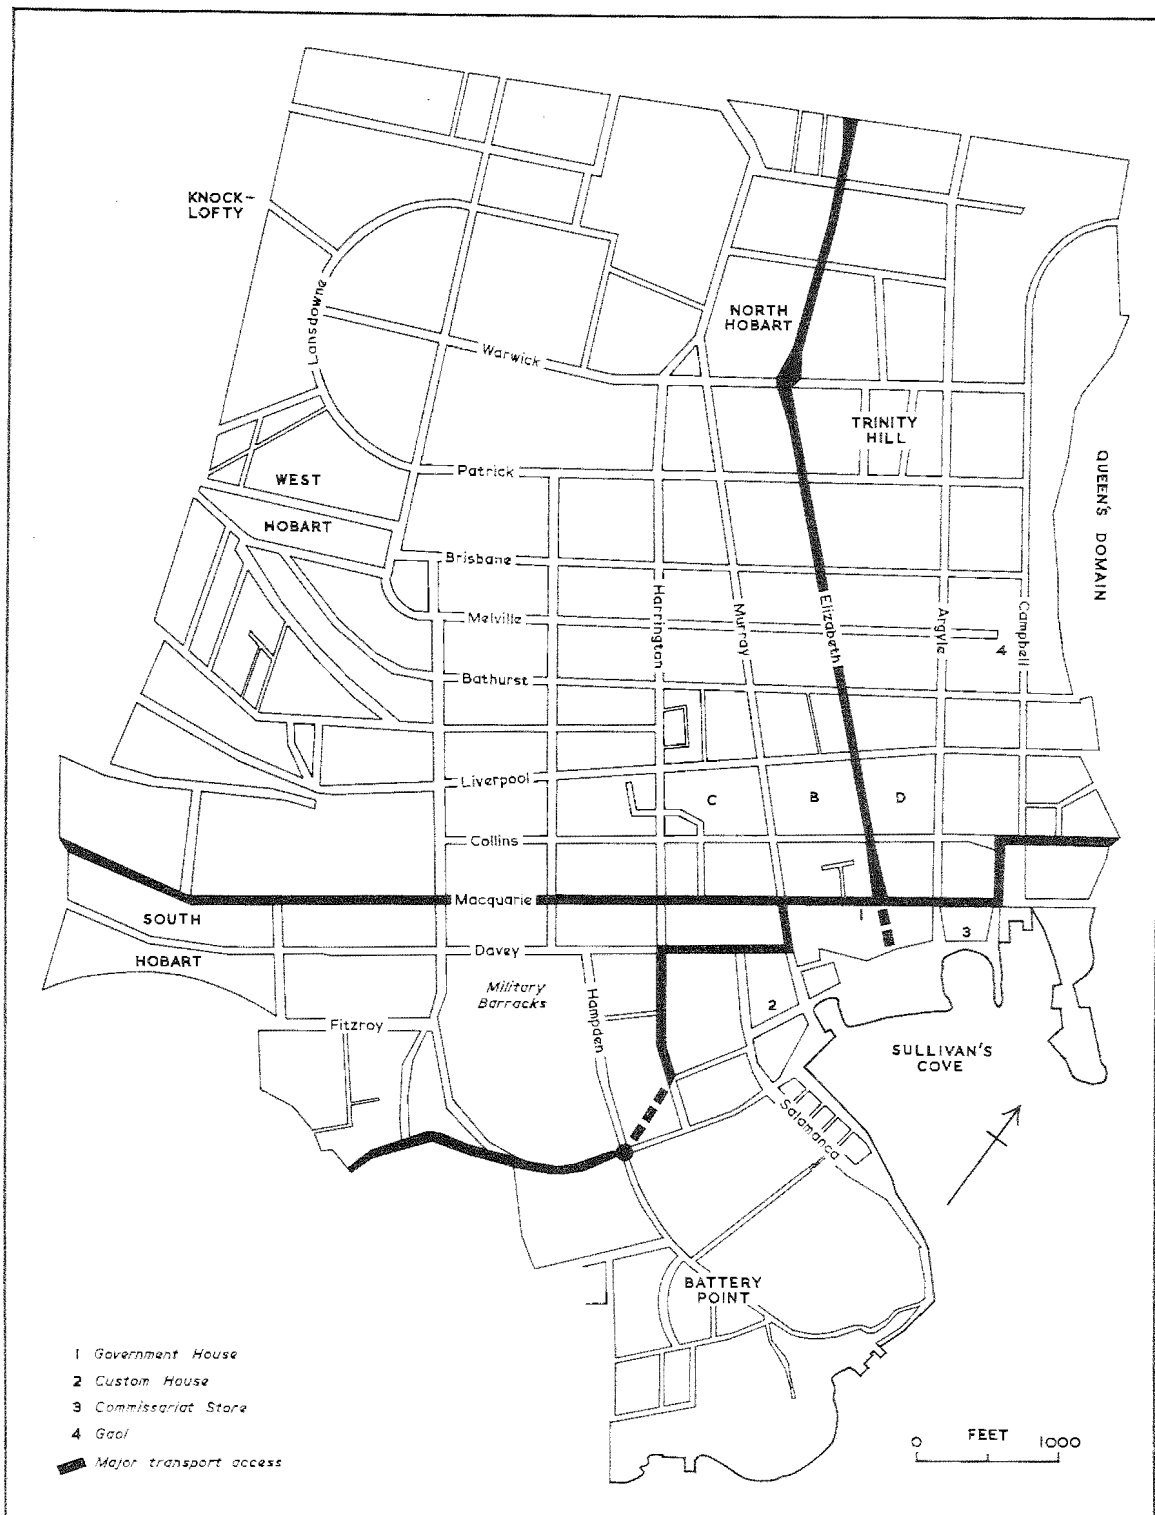 KNOCK-
LOFTY
Lansdowne
NORTH
HOBART
Warwick
TRINITY
HILL
WEST
HOBART
Patrick
QUEEN'S DOMAIN
Brisbane
Melville
Harrington
Murray
Elizabeth
Argyle
Campbell
4
Bathurst
Liverpool
C
B
D
Collins
Macquarie
SOUTH
HOBART
1
3
Davey
Military
Barracks
Hampden
2
Fitzroy
SULLIVAN'S
COVE
Salamanca
BATTERY
POINT
1 Government House
2 Custom House
3 Commissariat Store
4 Gaol
Major transport access
FEET
0 1000